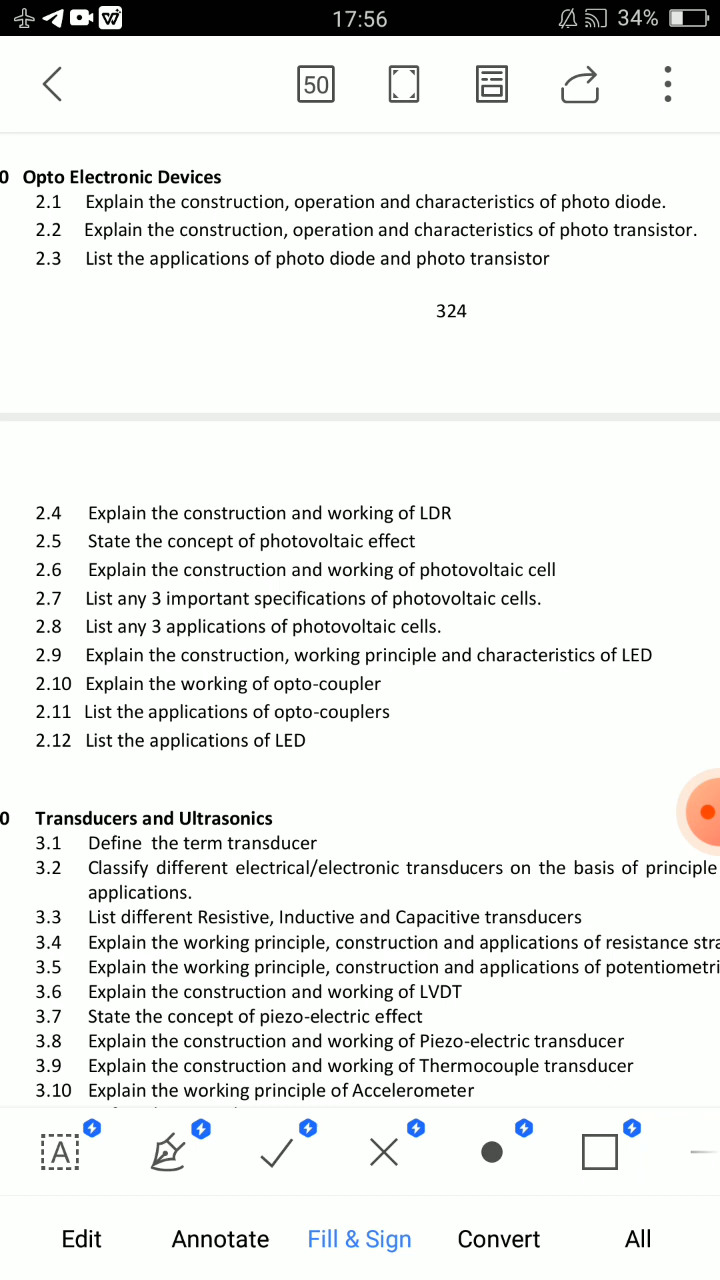 17:56
34%
50
0 Opto Electronic Devices
2.1 Explain the construction, operation and characteristics of photo diode.
2.2 Explain the construction, operation and characteristics of photo transistor.
2.3 List the applications of photo diode and photo transistor
324
2.4 Explain the construction and working of LDR
2.5 State the concept of photovoltaic effect
2.6 Explain the construction and working of photovoltaic cell
2.7 List any 3 important specifications of photovoltaic cells.
2.8 List any 3 applications of photovoltaic cells.
2.9 Explain the construction, working principle and characteristics of LED
2.10 Explain the working of opto-coupler
2.11 List the applications of opto-couplers
2.12 List the applications of LED
0 Transducers and Ultrasonics
3.1 Define the term transducer
3.2 Classify different electrical/electronic transducers on the basis of principle
applications.
3.3 List different Resistive, Inductive and Capacitive transducers
3.4 Explain the working principle, construction and applications of resistance stra
3.5 Explain the working principle, construction and applications of potentiometri
3.6 Explain the construction and working of LVDT
3.7 State the concept of piezo-electric effect
3.8 Explain the construction and working of Piezo-electric transducer
3.9 Explain the construction and working of Thermocouple transducer
3.10 Explain the working principle of Accelerometer
A
Edit Annotate Fill & Sign Convert All